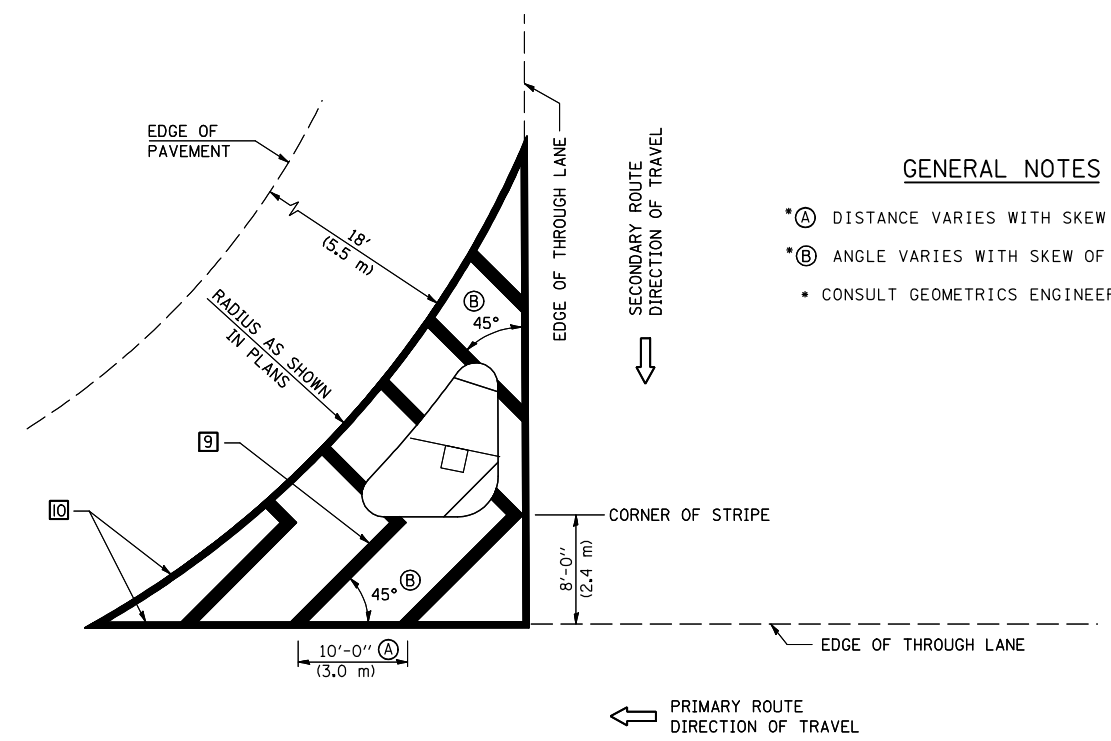 EDGE OF
PAVEMENT
18'
(5.5 m)
RADIUS AS SHOWN
IN PLANS
EDGE OF THROUGH LANE
SECONDARY ROUTE
DIRECTION OF TRAVEL
GENERAL NOTES
*Ⓐ DISTANCE VARIES WITH SKEW
*Ⓑ ANGLE VARIES WITH SKEW OF
* CONSULT GEOMETRICS ENGINEER
Ⓑ
45°
9
10
CORNER OF STRIPE
8'-0"
(2.4 m)
45° Ⓑ
10'-0" Ⓐ
(3.0 m)
EDGE OF THROUGH LANE
PRIMARY ROUTE
DIRECTION OF TRAVEL